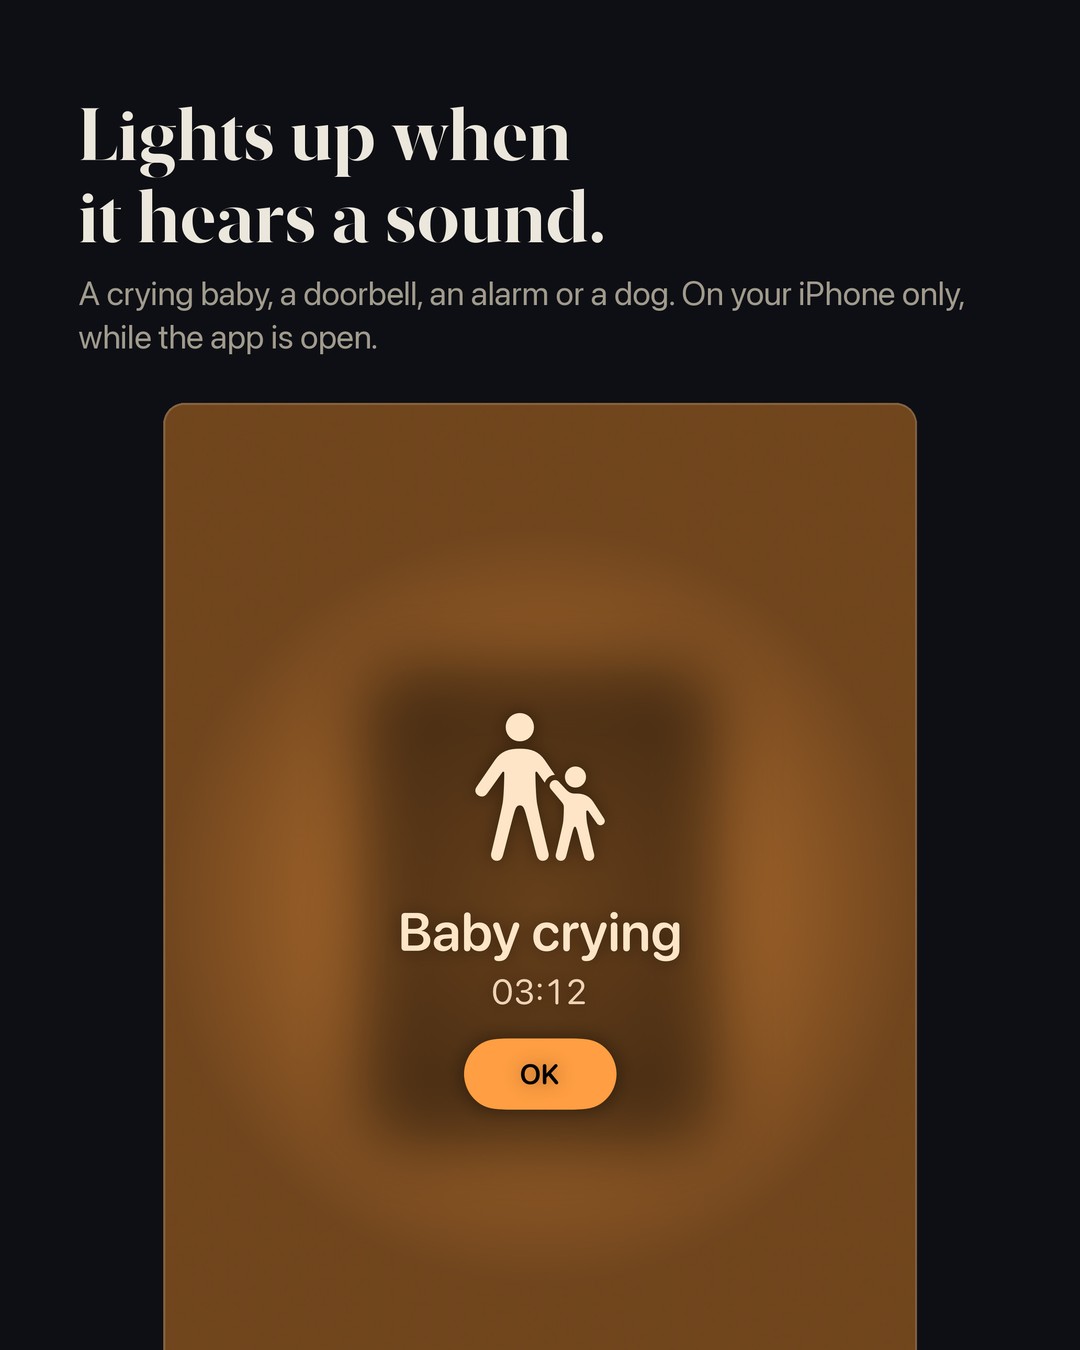 Lights up when
it hears a sound.
A crying baby, a doorbell, an alarm or a dog. On your iPhone only,
while the app is open.
Baby crying
03:12
OK